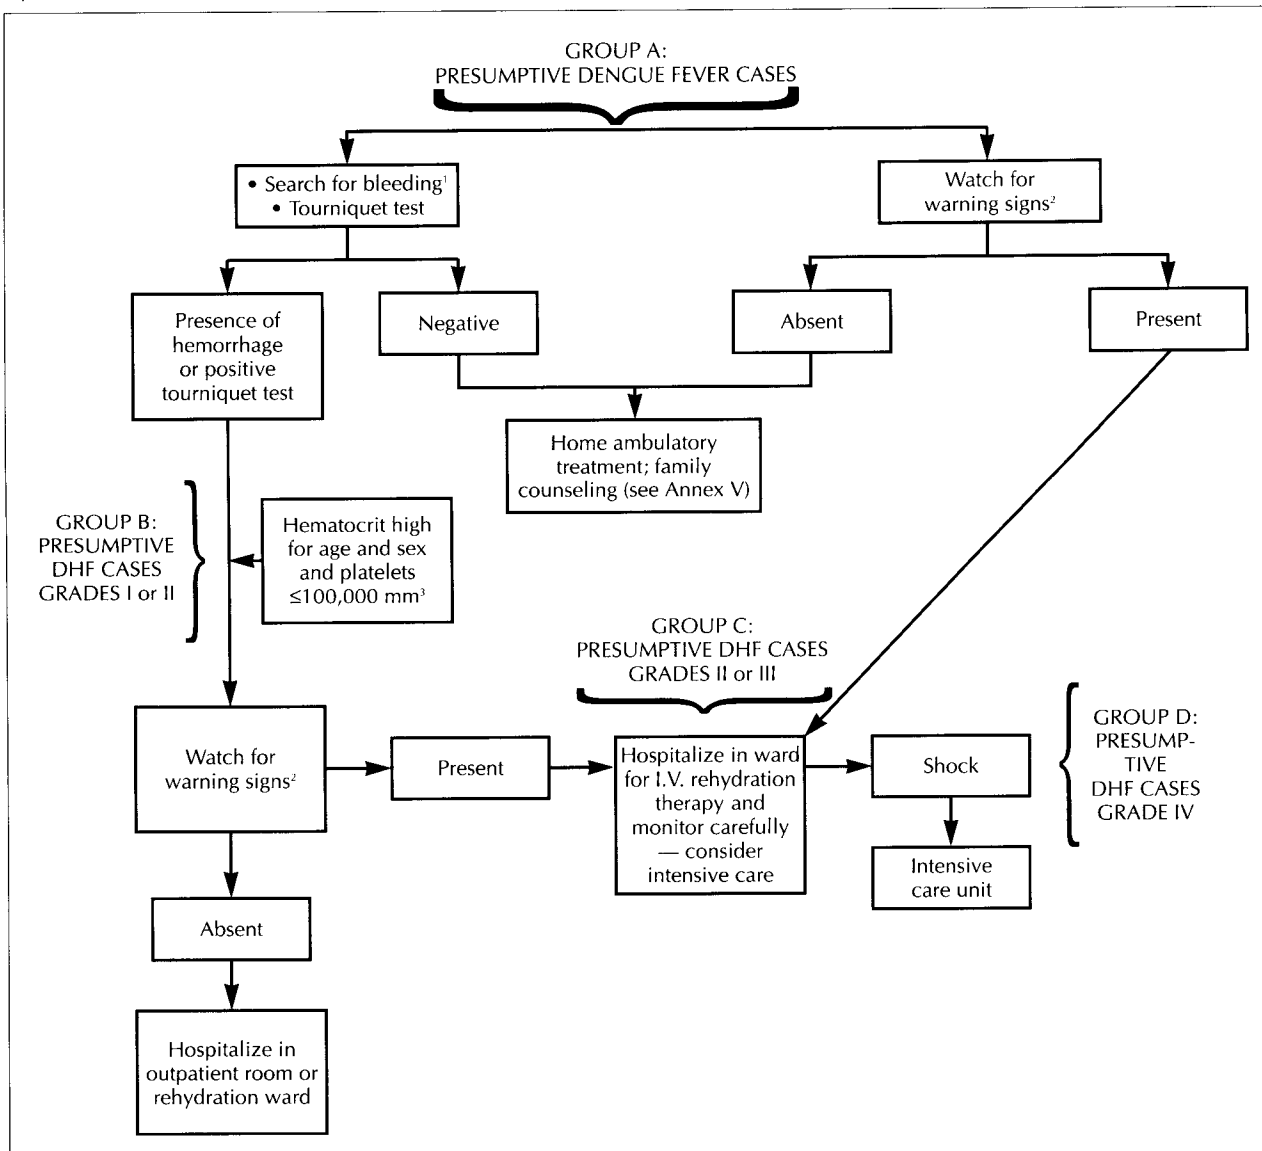 GROUP A:
PRESUMPTIVE DENGUE FEVER CASES
• Search for bleeding¹
• Tourniquet test
Watch for
warning signs²
Presence of
hemorrhage
or positive
tourniquet test
Negative
Absent
Present
Home ambulatory
treatment; family
counseling (see Annex V)
GROUP B:
PRESUMPTIVE
DHF CASES
GRADES I or II
Hematocrit high
for age and sex
and platelets
≤100,000 mm³
GROUP C:
PRESUMPTIVE DHF CASES
GRADES II or III
Watch for
warning signs²
Present
Hospitalize in ward
for I.V. rehydration
therapy and
monitor carefully
— consider
intensive care
Shock
GROUP D:
PRESUMP-
TIVE
DHF CASES
GRADE IV
Intensive
care unit
Absent
Hospitalize in
outpatient room or
rehydration ward